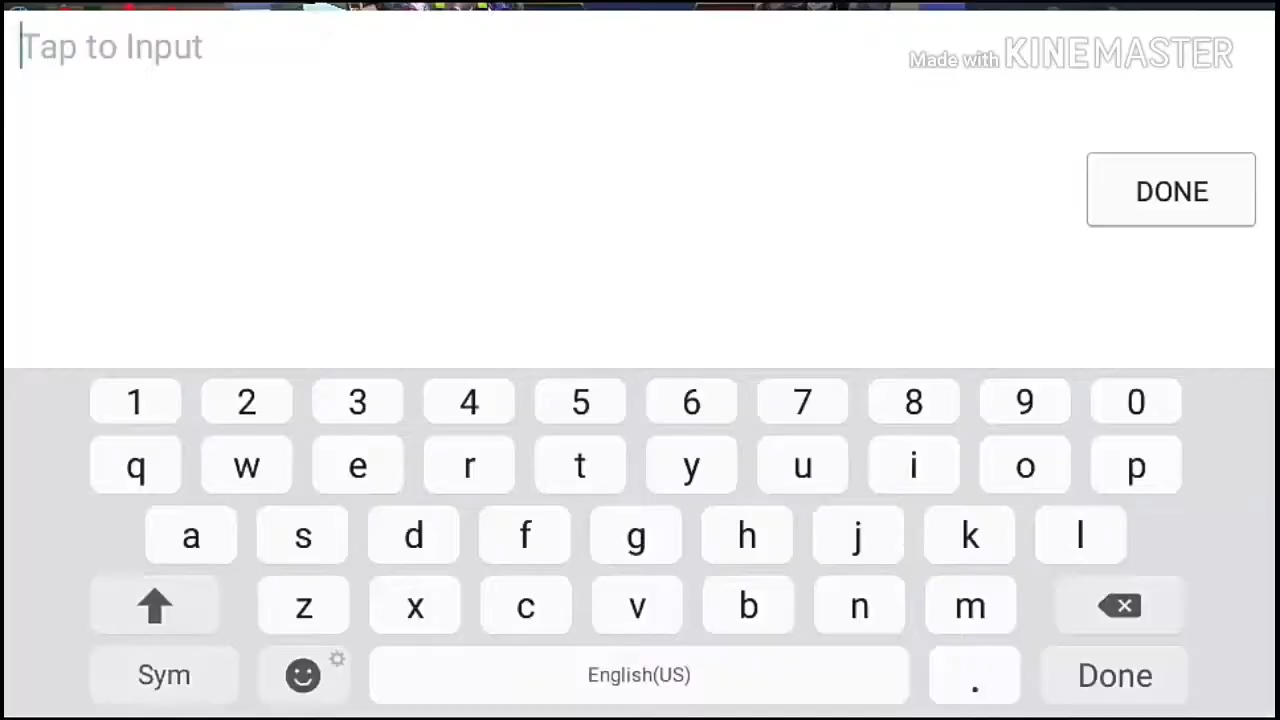 Tap to Input
Made with KINEMASTER
DONE
1 2 3 4 5 6 7 8 9 0
q w e r t y u i o p
a s d f g h j k l
z x c v b n m
Sym English(US) . Done